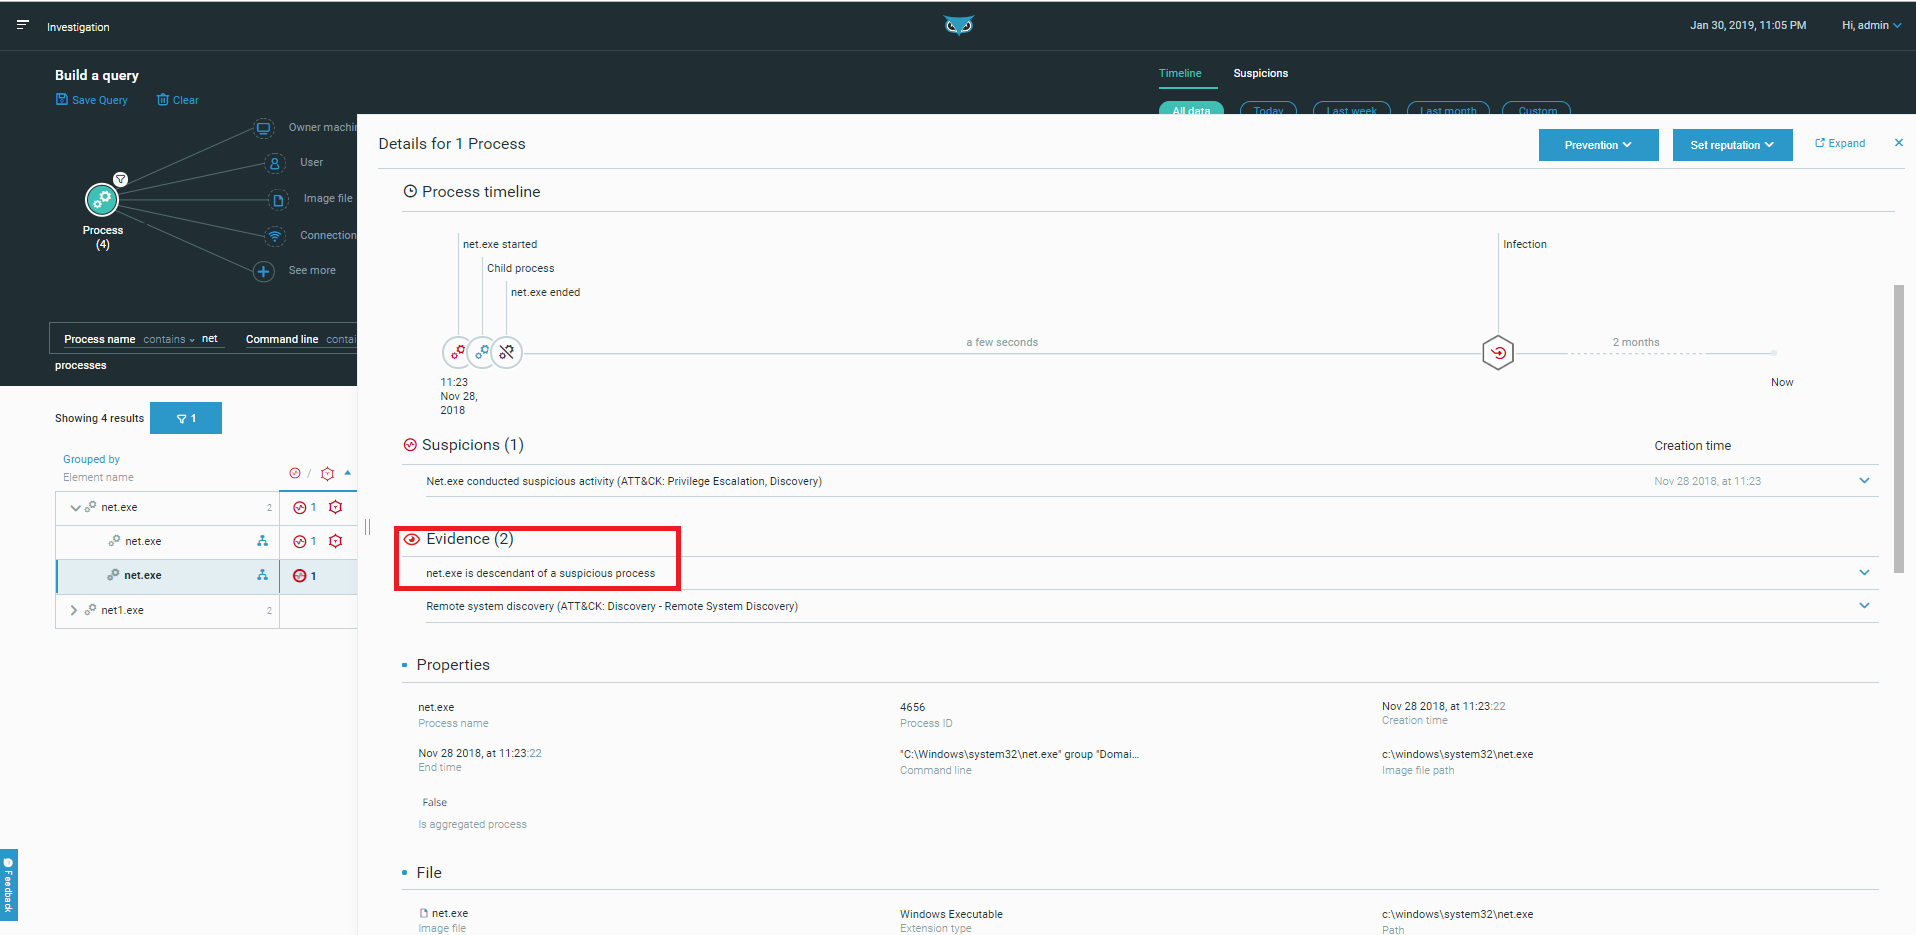 Investigation
Jan 30, 2019, 11:05 PM
Hi, admin
Build a query
Save Query
Clear
Timeline
Suspicions
All data
Today
Last week
Last month
Custom
Owner machin
User
Image file
Connection
See more
Process
(4)
Process name contains net Command line contai
processes
Showing 4 results
1
Grouped by
Element name
/
net.exe 2 1
net.exe 1
net.exe 1
net1.exe 2
Details for 1 Process
Prevention
Set reputation
Expand
Process timeline
net.exe started
Child process
net.exe ended
Infection
a few seconds
2 months
11:23
Nov 28,
2018
Now
Suspicions (1)
Creation time
Net.exe conducted suspicious activity (ATT&CK: Privilege Escalation, Discovery)
Nov 28 2018, at 11:23
Evidence (2)
net.exe is descendant of a suspicious process
Remote system discovery (ATT&CK: Discovery - Remote System Discovery)
Properties
net.exe
Process name
4656
Process ID
Nov 28 2018, at 11:23:22
Creation time
Nov 28 2018, at 11:23:22
End time
"C:\Windows\system32\net.exe" group "Domai...
Command line
c:\windows\system32\net.exe
Image file path
False
Is aggregated process
File
net.exe
Image file
Windows Executable
Extension type
c:\windows\system32\net.exe
Path
Feedback